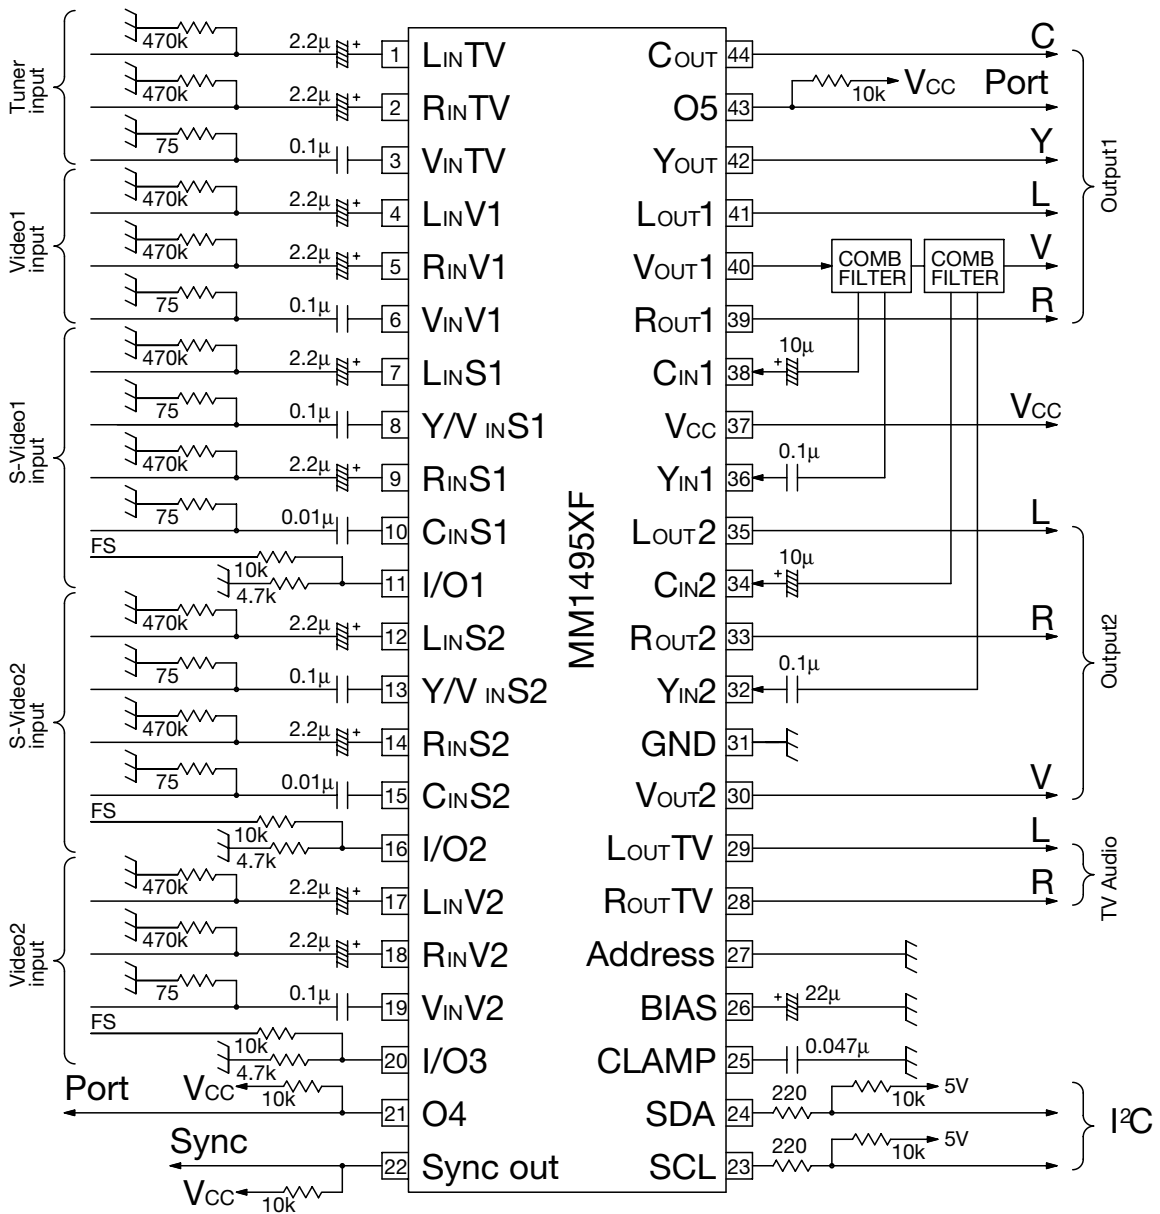 Tuner input
470k 2.2μ + 1 LINTV
470k 2.2μ + 2 RINTV
75 0.1μ 3 VINTV
Video1 input
470k 2.2μ + 4 LINV1
470k 2.2μ + 5 RINV1
75 0.1μ 6 VINV1
S-Video1 input
470k 2.2μ + 7 LINS1
75 0.1μ 8 Y/V INS1
470k 2.2μ + 9 RINS1
75 0.01μ 10 CINS1
FS
10k
4.7k 11 I/O1
S-Video2 input
470k 2.2μ + 12 LINS2
75 0.1μ 13 Y/V INS2
470k 2.2μ + 14 RINS2
75 0.01μ 15 CINS2
FS
10k
4.7k 16 I/O2
Video2 input
470k 2.2μ + 17 LINV2
470k 2.2μ + 18 RINV2
75 0.1μ 19 VINV2
FS
10k
4.7k 20 I/O3
Port VCC 10k 21 O4
Sync 22 Sync out
VCC 10k
MM1495XF
COUT 44 C
10k VCC Port
O5 43
YOUT 42 Y
LOUT1 41 L
VOUT1 40 COMB FILTER COMB FILTER V
ROUT1 39 R
Output1
CIN1 38 + 10μ
VCC 37 VCC
YIN1 36 0.1μ
LOUT2 35 L
CIN2 34 + 10μ
ROUT2 33 R
YIN2 32 0.1μ
GND 31
VOUT2 30 V
Output2
LOUTTV 29 L
ROUTTV 28 R
TV Audio
Address 27
BIAS 26 + 22μ
CLAMP 25 0.047μ
SDA 24 220 10k 5V
SCL 23 220 10k 5V
I²C